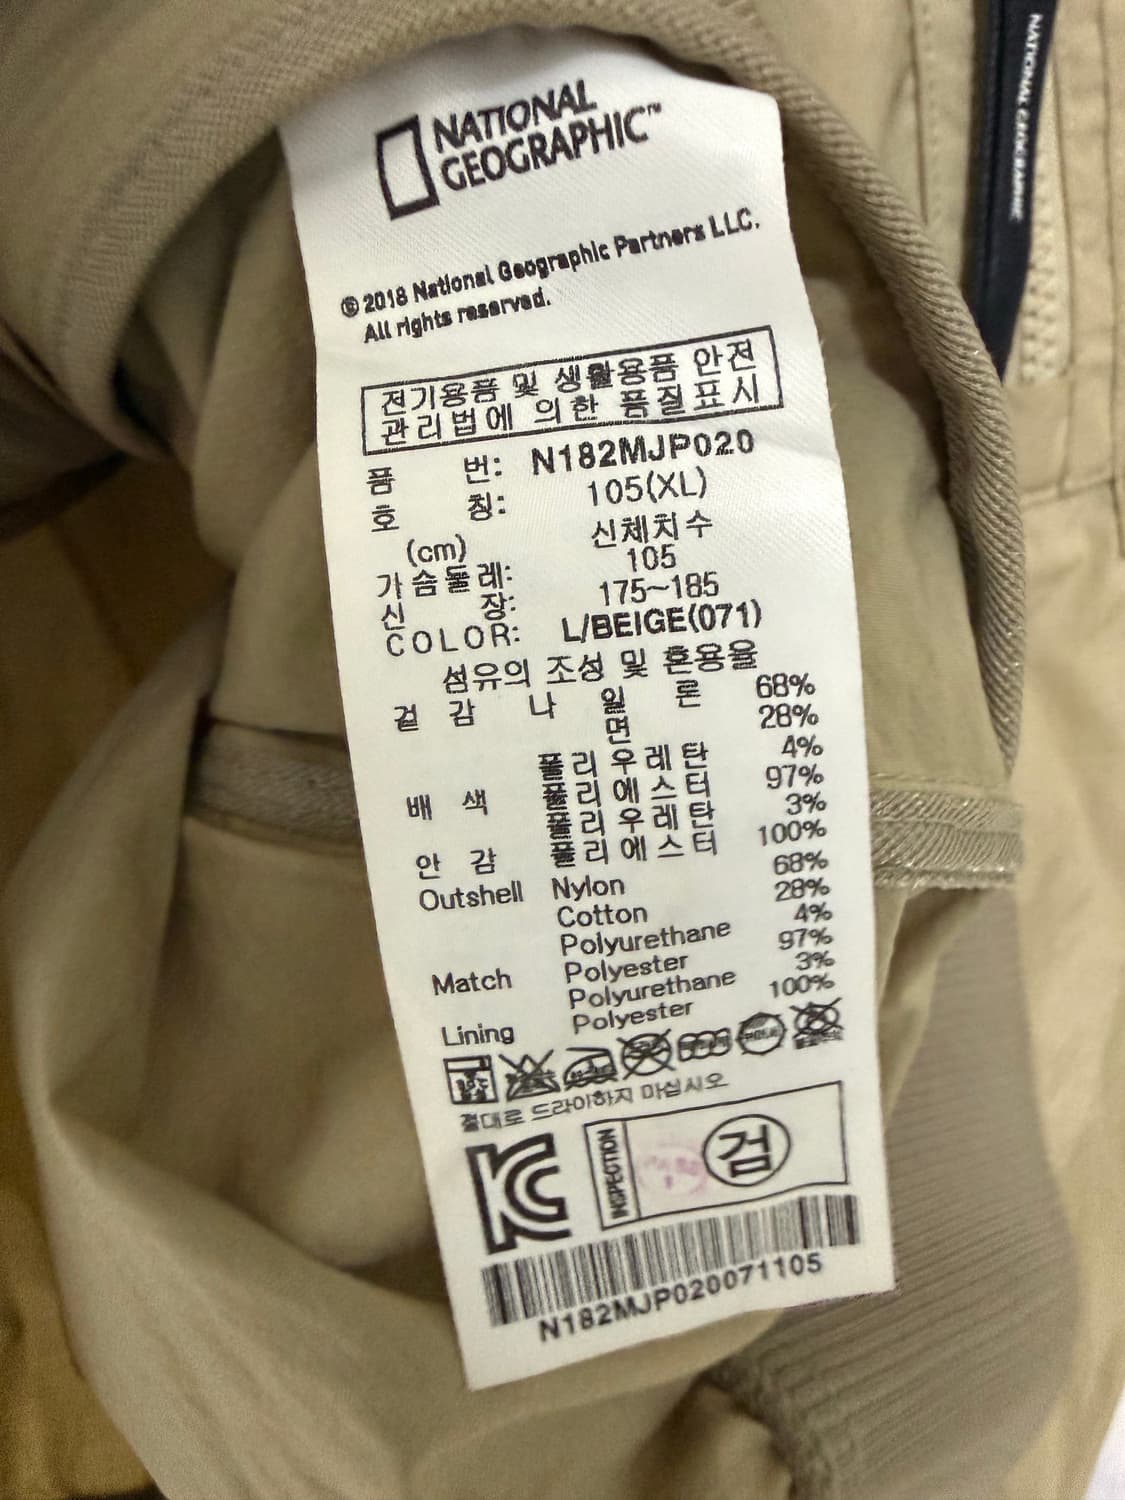 NATIONAL
GEOGRAPHIC™
© 2018 National Geographic Partners LLC.
All rights reserved.
전기용품 및 생활용품 안전
관리법에 의한 품질표시
품 번: N182MJP020
호 칭: 105(XL)
(cm) 신체치수
가슴둘레: 105
신 장: 175~185
COLOR: L/BEIGE(071)
섬유의 조성 및 혼용율
겉 감 나 일 론 68%
면 28%
폴리우레탄 4%
배 색 폴리에스터 97%
폴리우레탄 3%
안 감 폴리에스터 100%
Outshell Nylon 68%
Cotton 28%
Polyurethane 4%
Match Polyester 97%
Polyurethane 3%
Lining Polyester 100%
절대로 드라이하지 마십시오
KC
INSPECTION
검
N182MJP020071105
NATIONAL GEOGRAPHIC